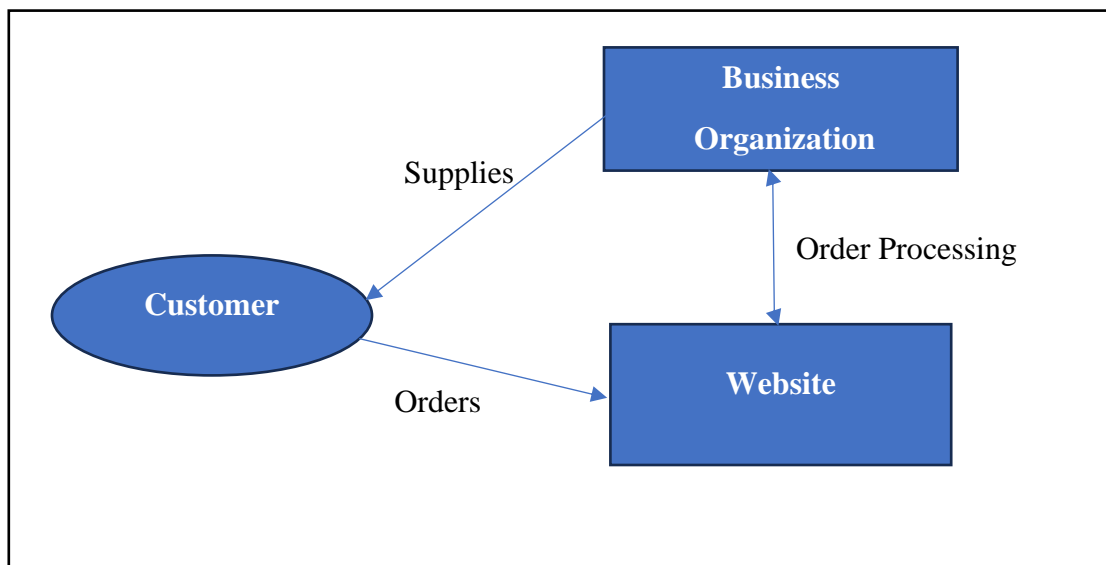 Business
Organization
Supplies
Order Processing
Customer
Website
Orders